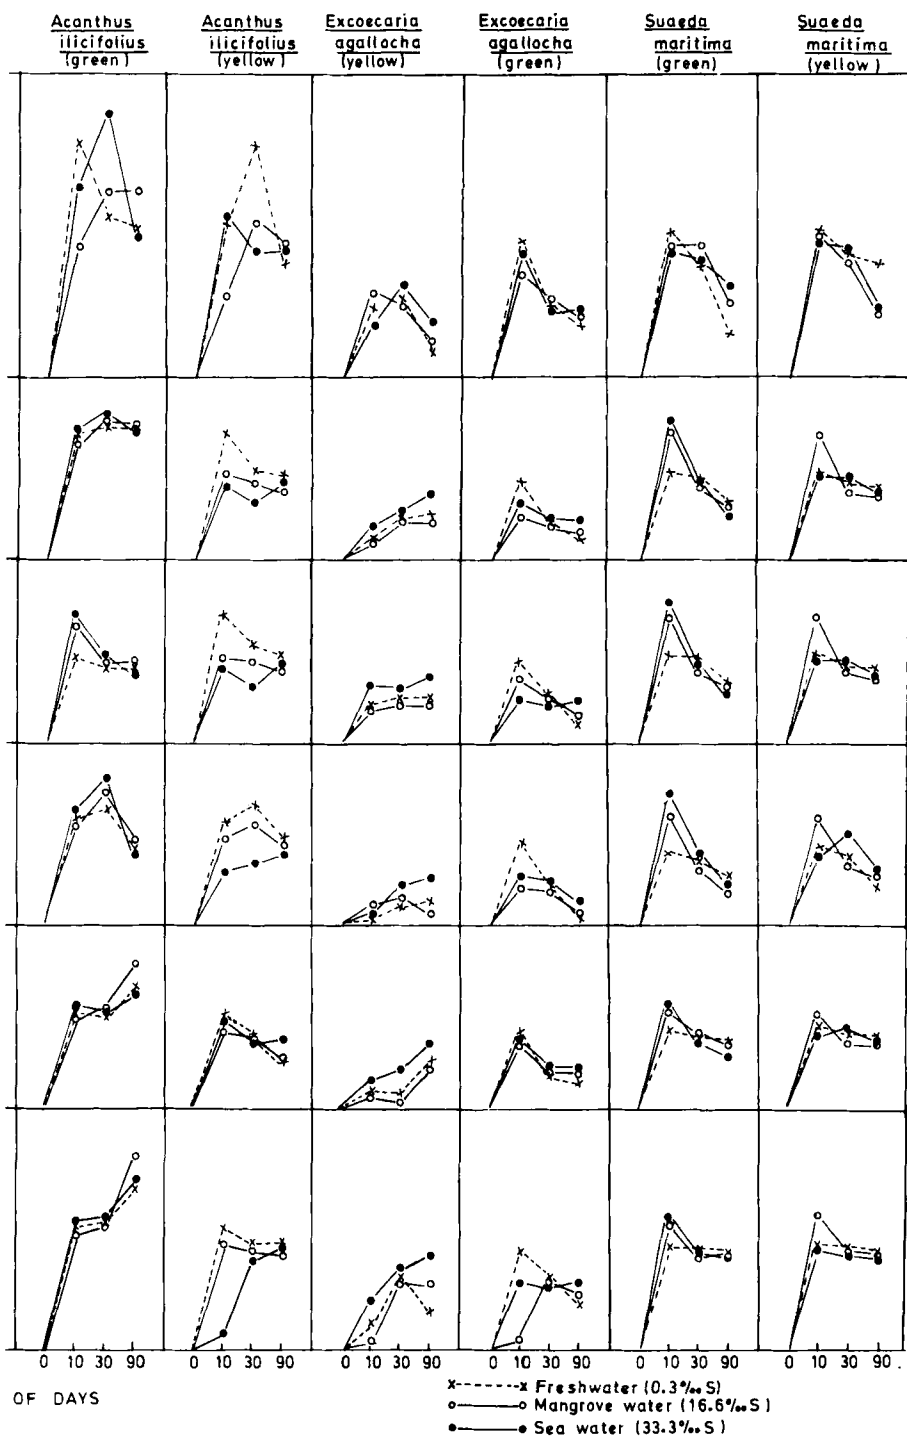 Acanthus
ilicifolius
(green)
Acanthus
ilicifolius
(yellow)
Excoecaria
agallocha
(yellow)
Excoecaria
agallocha
(green)
Suaeda
maritima
(green)
Suaeda
maritima
(yellow)
0 10 30 90 0 10 30 90 0 10 30 90 0 10 30 90 0 10 30 90 0 10 30 90
OF DAYS
x-----x Freshwater (0.3‰ S)
o——o Mangrove water (16.6‰ S)
●——● Sea water (33.3‰ S)